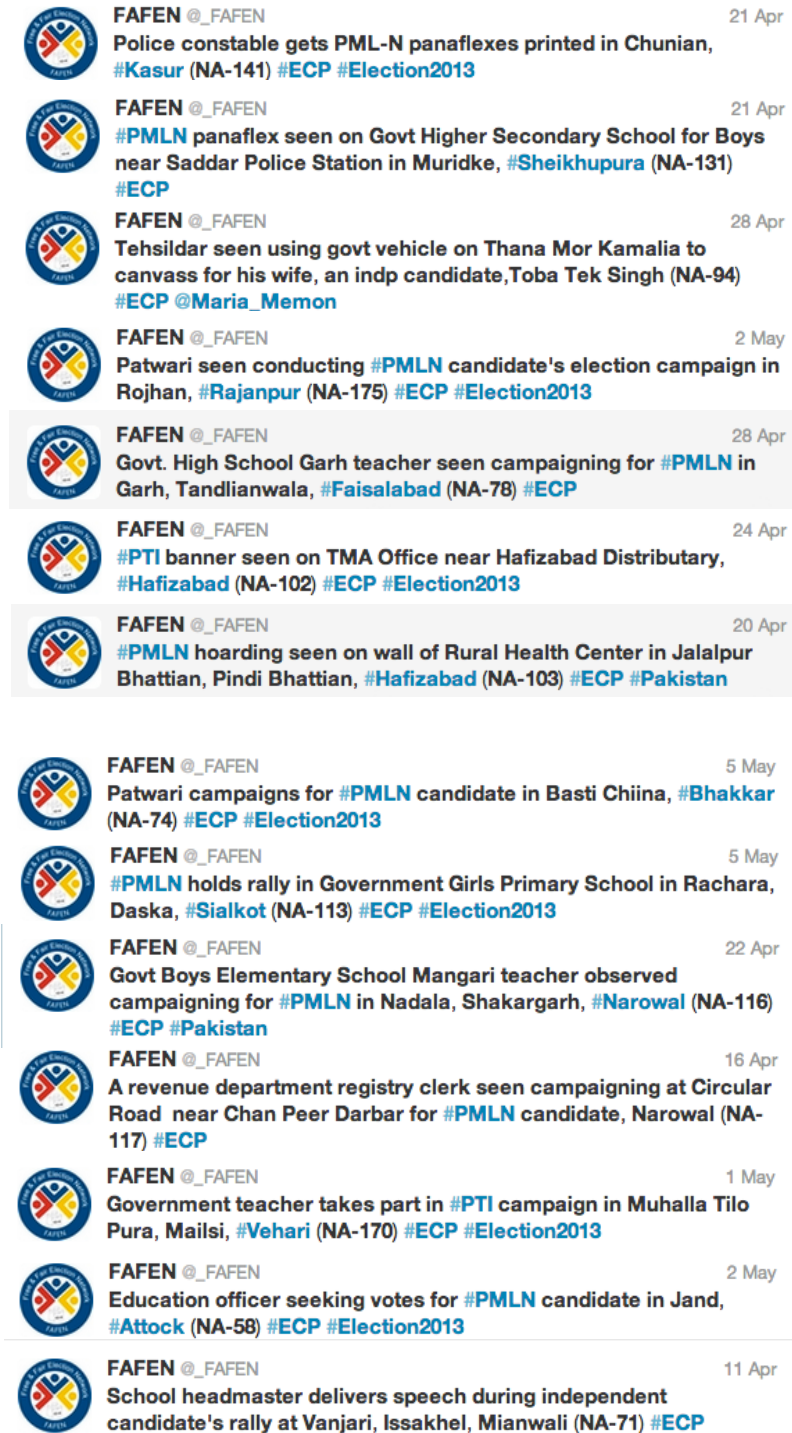 FAFEN @_FAFEN 21 Apr
Police constable gets PML-N panaflexes printed in Chunian,
#Kasur (NA-141) #ECP #Election2013
FAFEN @_FAFEN 21 Apr
#PMLN panaflex seen on Govt Higher Secondary School for Boys
near Saddar Police Station in Muridke, #Sheikhupura (NA-131)
#ECP
FAFEN @_FAFEN 28 Apr
Tehsildar seen using govt vehicle on Thana Mor Kamalia to
canvass for his wife, an indp candidate,Toba Tek Singh (NA-94)
#ECP @Maria_Memon
FAFEN @_FAFEN 2 May
Patwari seen conducting #PMLN candidate's election campaign in
Rojhan, #Rajanpur (NA-175) #ECP #Election2013
FAFEN @_FAFEN 28 Apr
Govt. High School Garh teacher seen campaigning for #PMLN in
Garh, Tandlianwala, #Faisalabad (NA-78) #ECP
FAFEN @_FAFEN 24 Apr
#PTI banner seen on TMA Office near Hafizabad Distributary,
#Hafizabad (NA-102) #ECP #Election2013
FAFEN @_FAFEN 20 Apr
#PMLN hoarding seen on wall of Rural Health Center in Jalalpur
Bhattian, Pindi Bhattian, #Hafizabad (NA-103) #ECP #Pakistan
FAFEN @_FAFEN 5 May
Patwari campaigns for #PMLN candidate in Basti Chiina, #Bhakkar
(NA-74) #ECP #Election2013
FAFEN @_FAFEN 5 May
#PMLN holds rally in Government Girls Primary School in Rachara,
Daska, #Sialkot (NA-113) #ECP #Election2013
FAFEN @_FAFEN 22 Apr
Govt Boys Elementary School Mangari teacher observed
campaigning for #PMLN in Nadala, Shakargarh, #Narowal (NA-116)
#ECP #Pakistan
FAFEN @_FAFEN 16 Apr
A revenue department registry clerk seen campaigning at Circular
Road near Chan Peer Darbar for #PMLN candidate, Narowal (NA-
117) #ECP
FAFEN @_FAFEN 1 May
Government teacher takes part in #PTI campaign in Muhalla Tilo
Pura, Mailsi, #Vehari (NA-170) #ECP #Election2013
FAFEN @_FAFEN 2 May
Education officer seeking votes for #PMLN candidate in Jand,
#Attock (NA-58) #ECP #Election2013
FAFEN @_FAFEN 11 Apr
School headmaster delivers speech during independent
candidate's rally at Vanjari, Issakhel, Mianwali (NA-71) #ECP